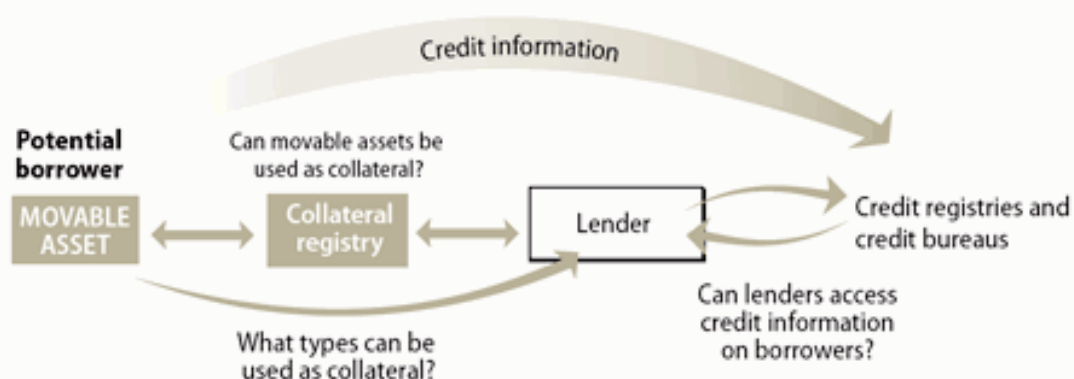 Credit information
Potential
borrower
Can movable assets be
used as collateral?
MOVABLE
ASSET
Collateral
registry
Lender
Credit registries and
credit bureaus
What types can be
used as collateral?
Can lenders access
credit information
on borrowers?